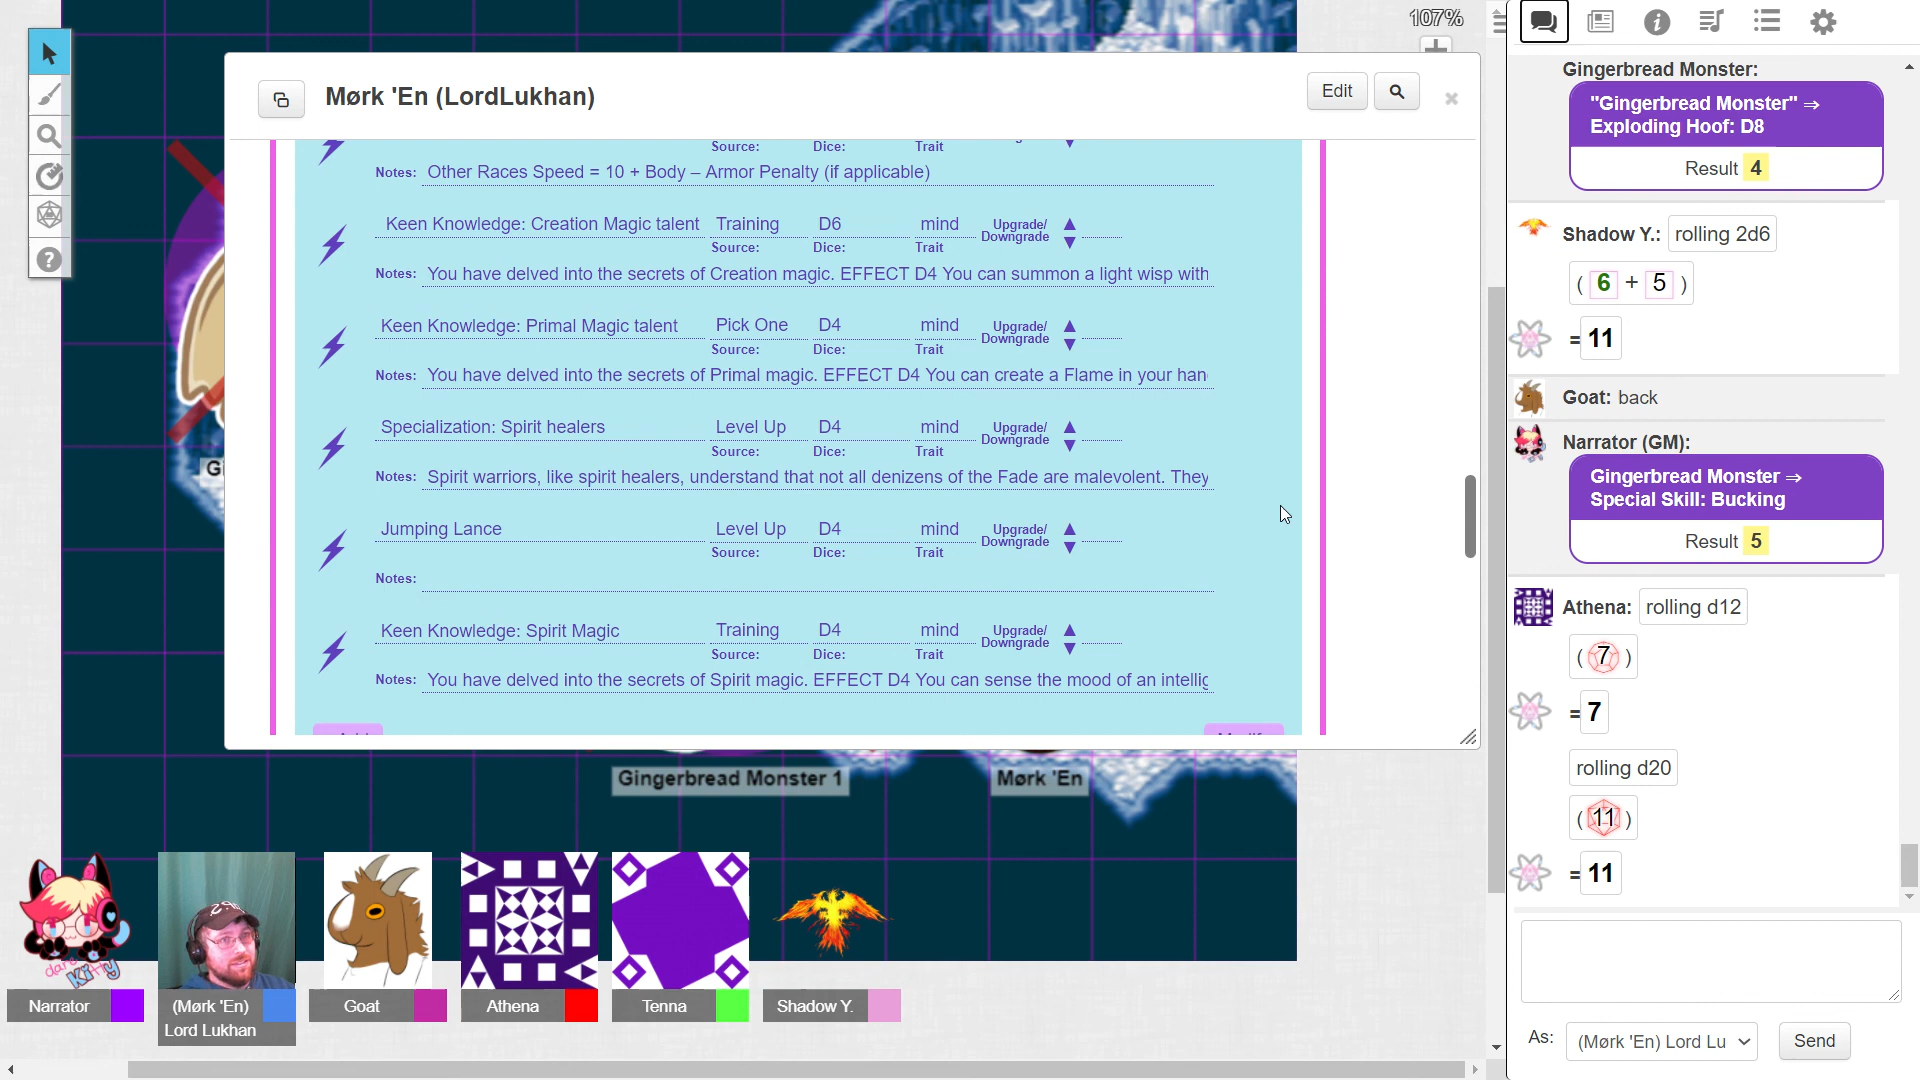 107%
Mørk 'En (LordLukhan)
Edit
Source: Dice: Trait
Notes: Other Races Speed = 10 + Body – Armor Penalty (if applicable)
Keen Knowledge: Creation Magic talent Training D6 mind Upgrade/
Downgrade
Source: Dice: Trait
Notes: You have delved into the secrets of Creation magic. EFFECT D4 You can summon a light wisp with
Keen Knowledge: Primal Magic talent Pick One D4 mind Upgrade/
Downgrade
Source: Dice: Trait
Notes: You have delved into the secrets of Primal magic. EFFECT D4 You can create a Flame in your han
Specialization: Spirit healers Level Up D4 mind Upgrade/
Downgrade
Source: Dice: Trait
Notes: Spirit warriors, like spirit healers, understand that not all denizens of the Fade are malevolent. They
Jumping Lance Level Up D4 mind Upgrade/
Downgrade
Source: Dice: Trait
Notes:
Keen Knowledge: Spirit Magic Training D4 mind Upgrade/
Downgrade
Source: Dice: Trait
Notes: You have delved into the secrets of Spirit magic. EFFECT D4 You can sense the mood of an intellig
G
Gingerbread Monster 1
Mørk 'En
dare
Kitty
Narrator
(Mørk 'En)
Lord Lukhan
Goat
Athena
Tenna
Shadow Y.
Gingerbread Monster:
"Gingerbread Monster" ⇒
Exploding Hoof: D8
Result 4
Shadow Y.: rolling 2d6
( 6 + 5 )
= 11
Goat: back
Narrator (GM):
Gingerbread Monster ⇒
Special Skill: Bucking
Result 5
Athena: rolling d12
( 7 )
= 7
rolling d20
( 11 )
= 11
As: (Mørk 'En) Lord Lu Send